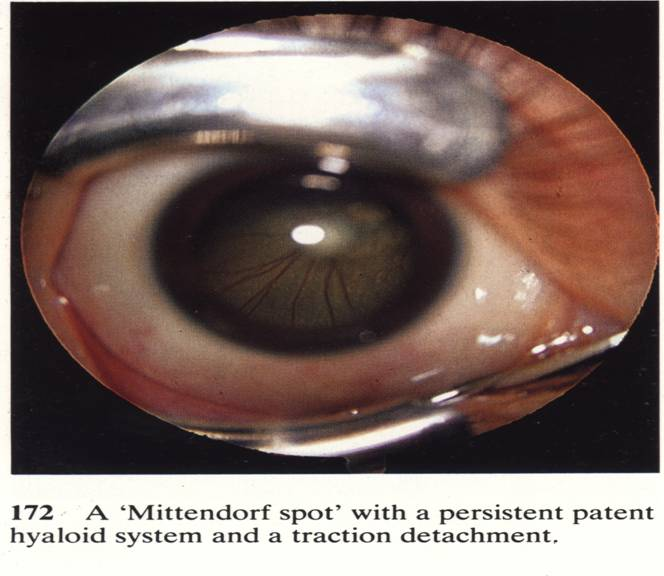 172 A ‘Mittendorf spot’ with a persistent patent
hyaloid system and a traction detachment.